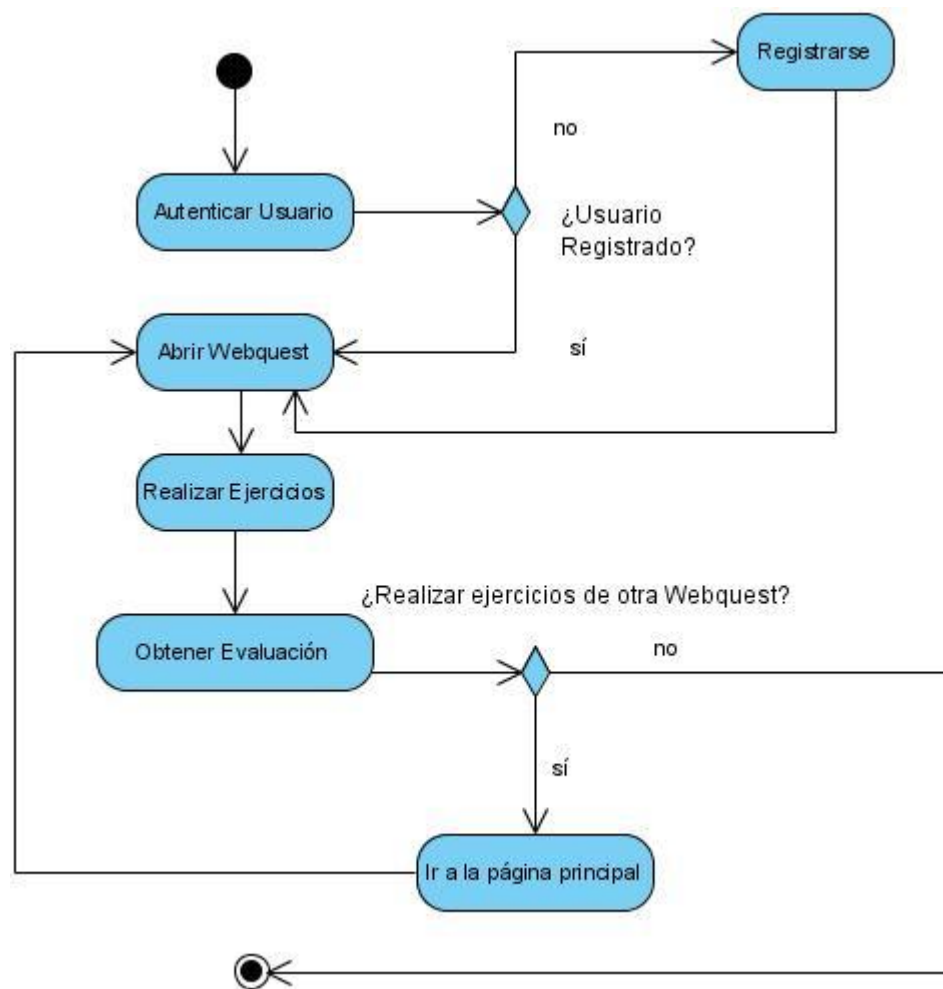 Registrarse
no
Autenticar Usuario
¿Usuario
Registrado?
sí
Abrir Webquest
Realizar Ejercicios
¿Realizar ejercicios de otra Webquest?
Obtener Evaluación
no
sí
Ir a la página principal